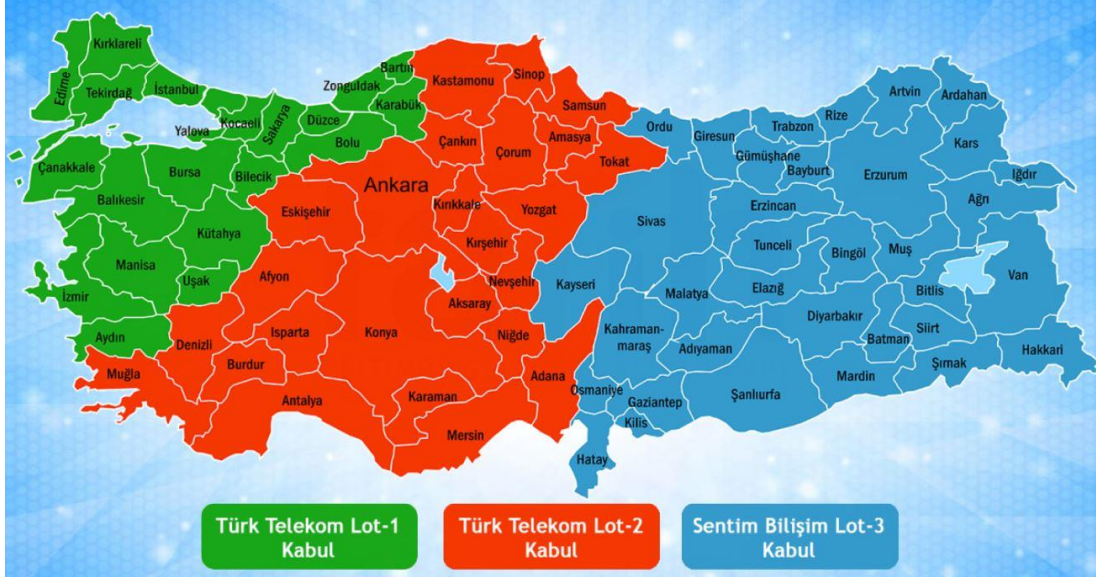 Kırklareli
Edirne
Tekirdağ
İstanbul
Yalova
Kocaeli
Sakarya
Düzce
Zonguldak
Bartın
Karabük
Bolu
Çanakkale
Balıkesir
Bursa
Bilecik
Kütahya
Manisa
Uşak
İzmir
Aydın
Kastamonu
Sinop
Samsun
Çankırı
Çorum
Amasya
Tokat
Ankara
Kırıkkale
Yozgat
Eskişehir
Kırşehir
Afyon
Nevşehir
Aksaray
Konya
Niğde
Isparta
Denizli
Burdur
Muğla
Antalya
Karaman
Mersin
Adana
Ordu
Giresun
Trabzon
Rize
Artvin
Ardahan
Kars
Gümüşhane
Bayburt
Erzurum
Iğdır
Ağrı
Sivas
Erzincan
Tunceli
Bingöl
Muş
Kayseri
Malatya
Elazığ
Bitlis
Van
Diyarbakır
Siirt
Batman
Kahraman-
maraş
Adıyaman
Mardin
Şırnak
Hakkari
Osmaniye
Gaziantep
Şanlıurfa
Kilis
Hatay
Türk Telekom Lot-1
Kabul
Türk Telekom Lot-2
Kabul
Sentim Bilişim Lot-3
Kabul